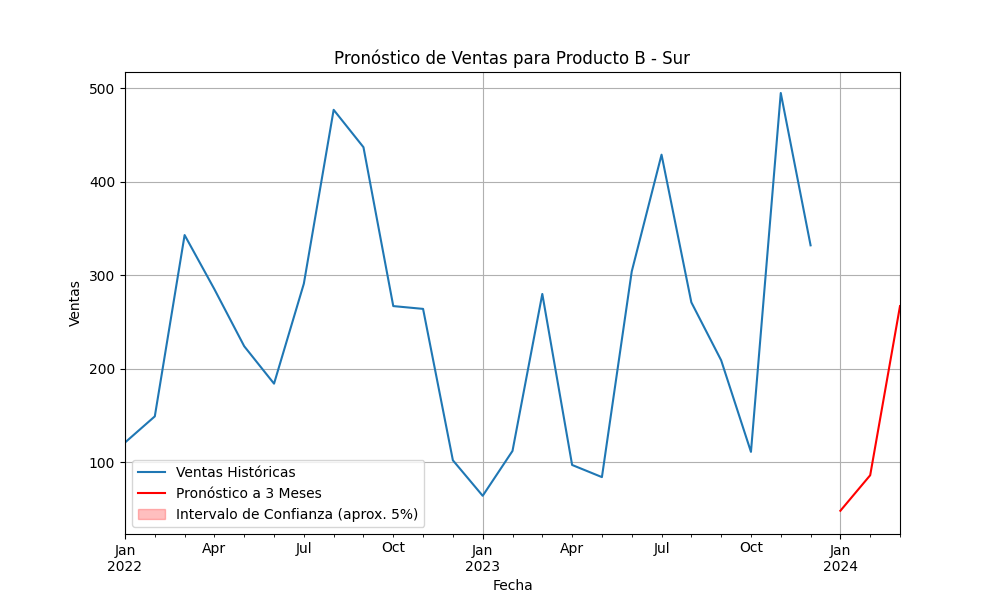 Pronóstico de Ventas para Producto B - Sur
500
400
300
200
100
Ventas
Ventas Históricas
Pronóstico a 3 Meses
Intervalo de Confianza (aprox. 5%)
Jan Apr Jul Oct Jan Apr Jul Oct Jan
2022 2023 2024
Fecha